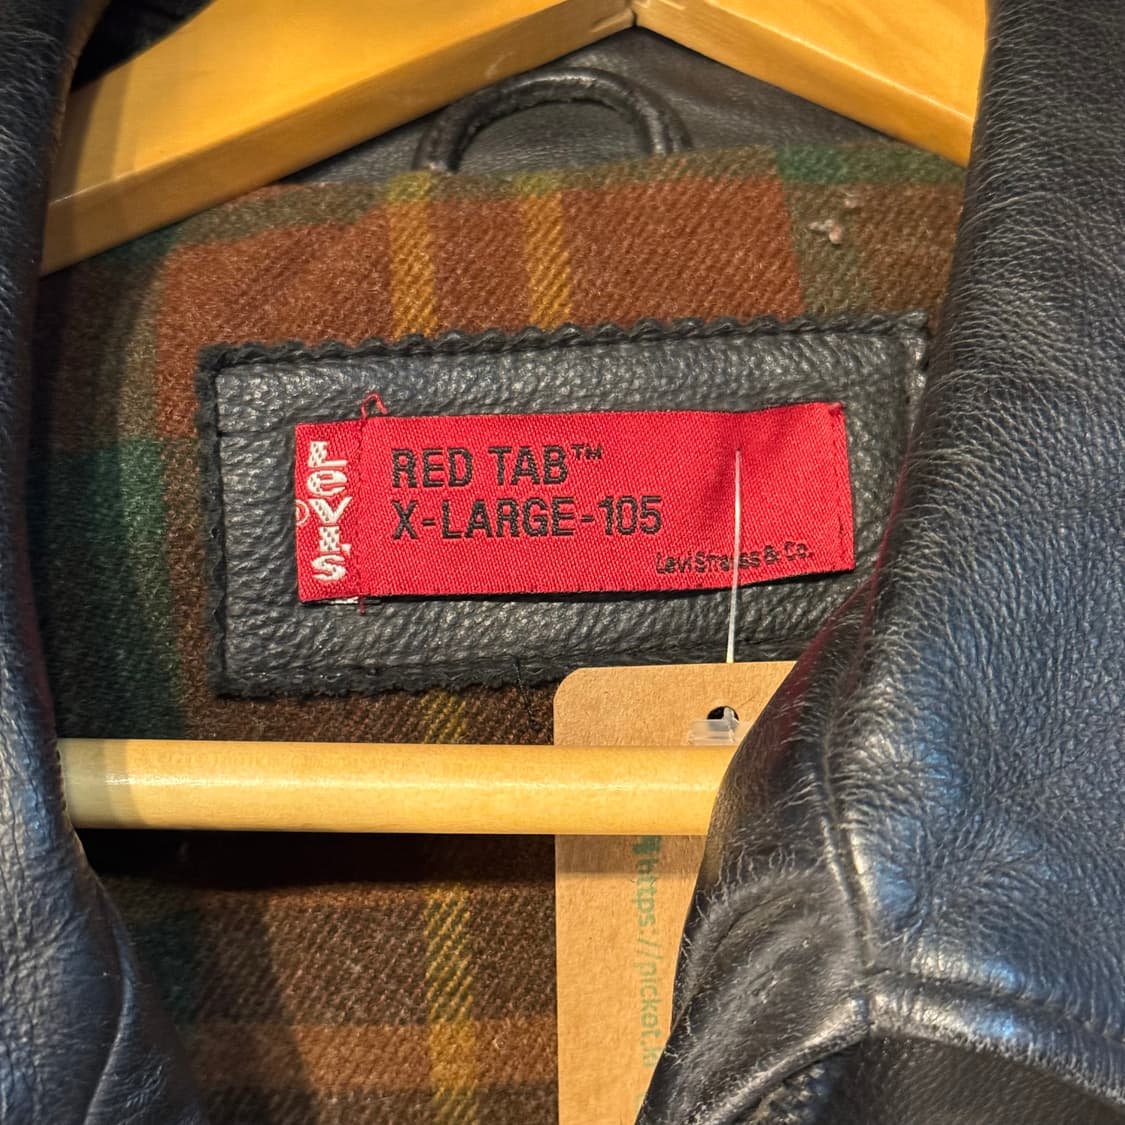 LEVI'S
®
RED TAB™
X-LARGE-105
Levi Strauss & Co.
https://picket.